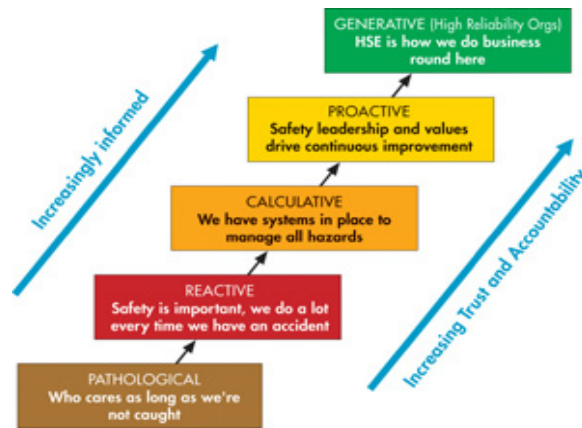 GENERATIVE (High Reliability Orgs)
HSE is how we do business
round here
PROACTIVE
Safety leadership and values
drive continuous improvement
CALCULATIVE
We have systems in place to
manage all hazards
REACTIVE
Safety is important, we do a lot
every time we have an accident
PATHOLOGICAL
Who cares as long as we're
not caught
Increasingly informed
Increasing Trust and Accountability